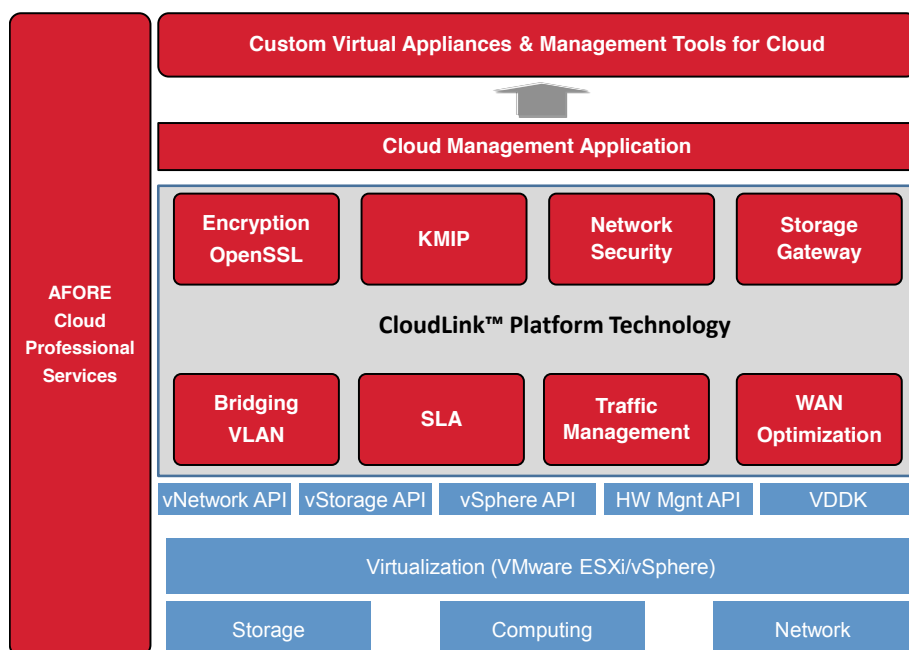 Custom Virtual Appliances & Management Tools for Cloud
Cloud Management Application
AFORE
Cloud
Professional
Services
Encryption
OpenSSL
KMIP
Network
Security
Storage
Gateway
CloudLink™ Platform Technology
Bridging
VLAN
SLA
Traffic
Management
WAN
Optimization
vNetwork API
vStorage API
vSphere API
HW Mgnt API
VDDK
Virtualization (VMware ESXi/vSphere)
Storage
Computing
Network